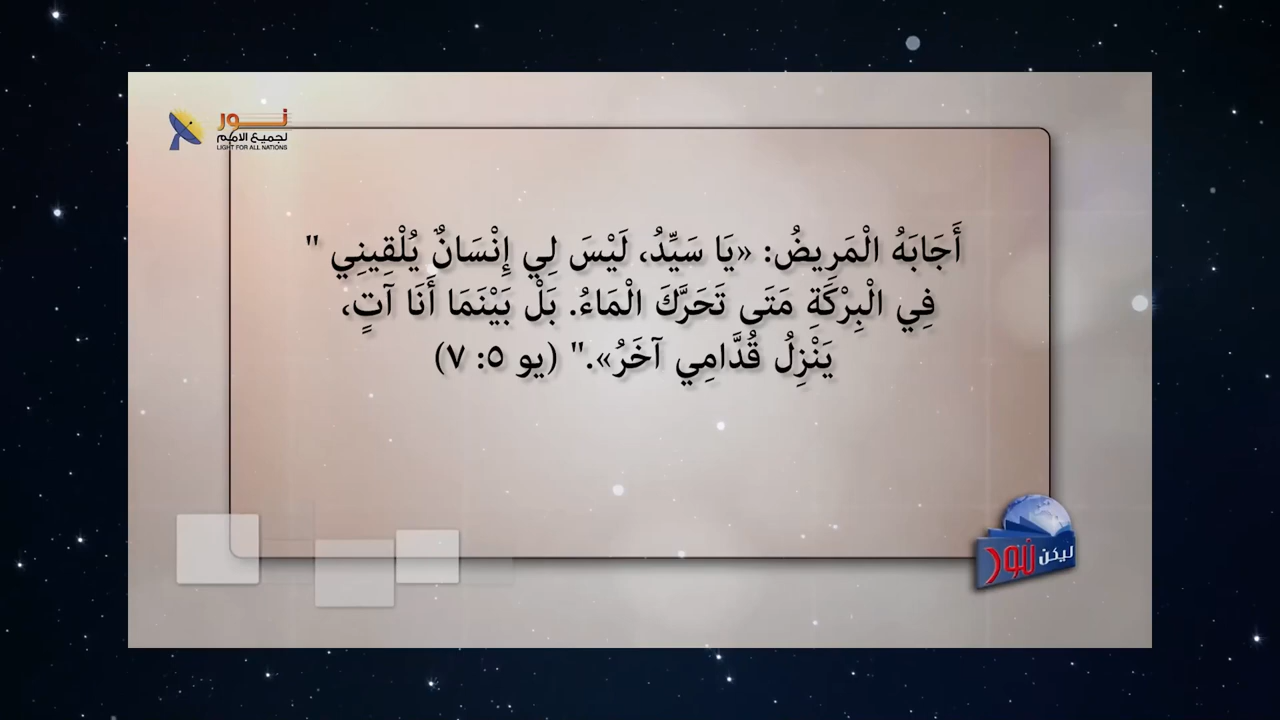 نور
لجميع الامم
LIGHT FOR ALL NATIONS
أَجَابَهُ الْمَرِيضُ: «يَا سَيِّدُ، لَيْسَ لِي إِنْسَانٌ يُلْقِينِي "
فِي الْبِرْكَةِ مَتَى تَحَرَّكَ الْمَاءُ. بَلْ بَيْنَمَا أَنَا آتٍ،
يَنْزِلُ قُدَّامِي آخَرُ»." (يو ٥: ٧)
ليكن نور